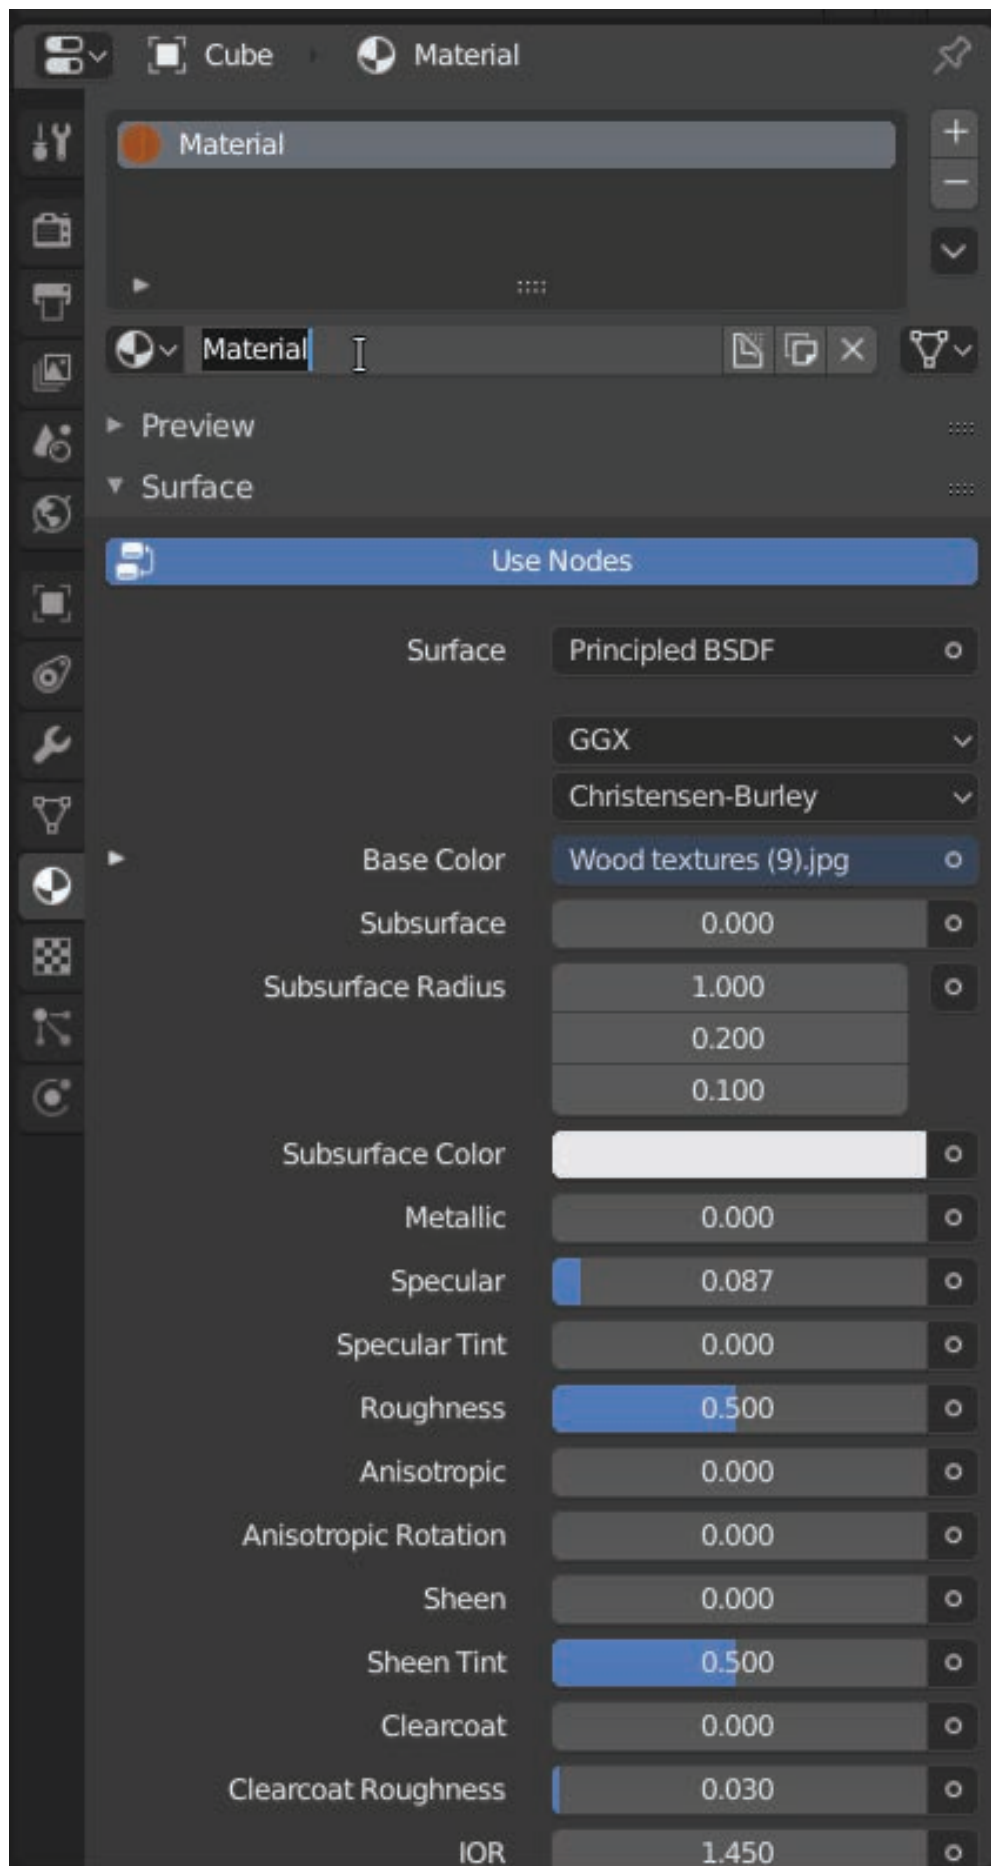 Cube Material
Material
Material
Preview
Surface
Use Nodes
Surface Principled BSDF
GGX
Christensen-Burley
Base Color Wood textures (9).jpg
Subsurface 0.000
Subsurface Radius 1.000
0.200
0.100
Subsurface Color
Metallic 0.000
Specular 0.087
Specular Tint 0.000
Roughness 0.500
Anisotropic 0.000
Anisotropic Rotation 0.000
Sheen 0.000
Sheen Tint 0.500
Clearcoat 0.000
Clearcoat Roughness 0.030
IOR 1.450